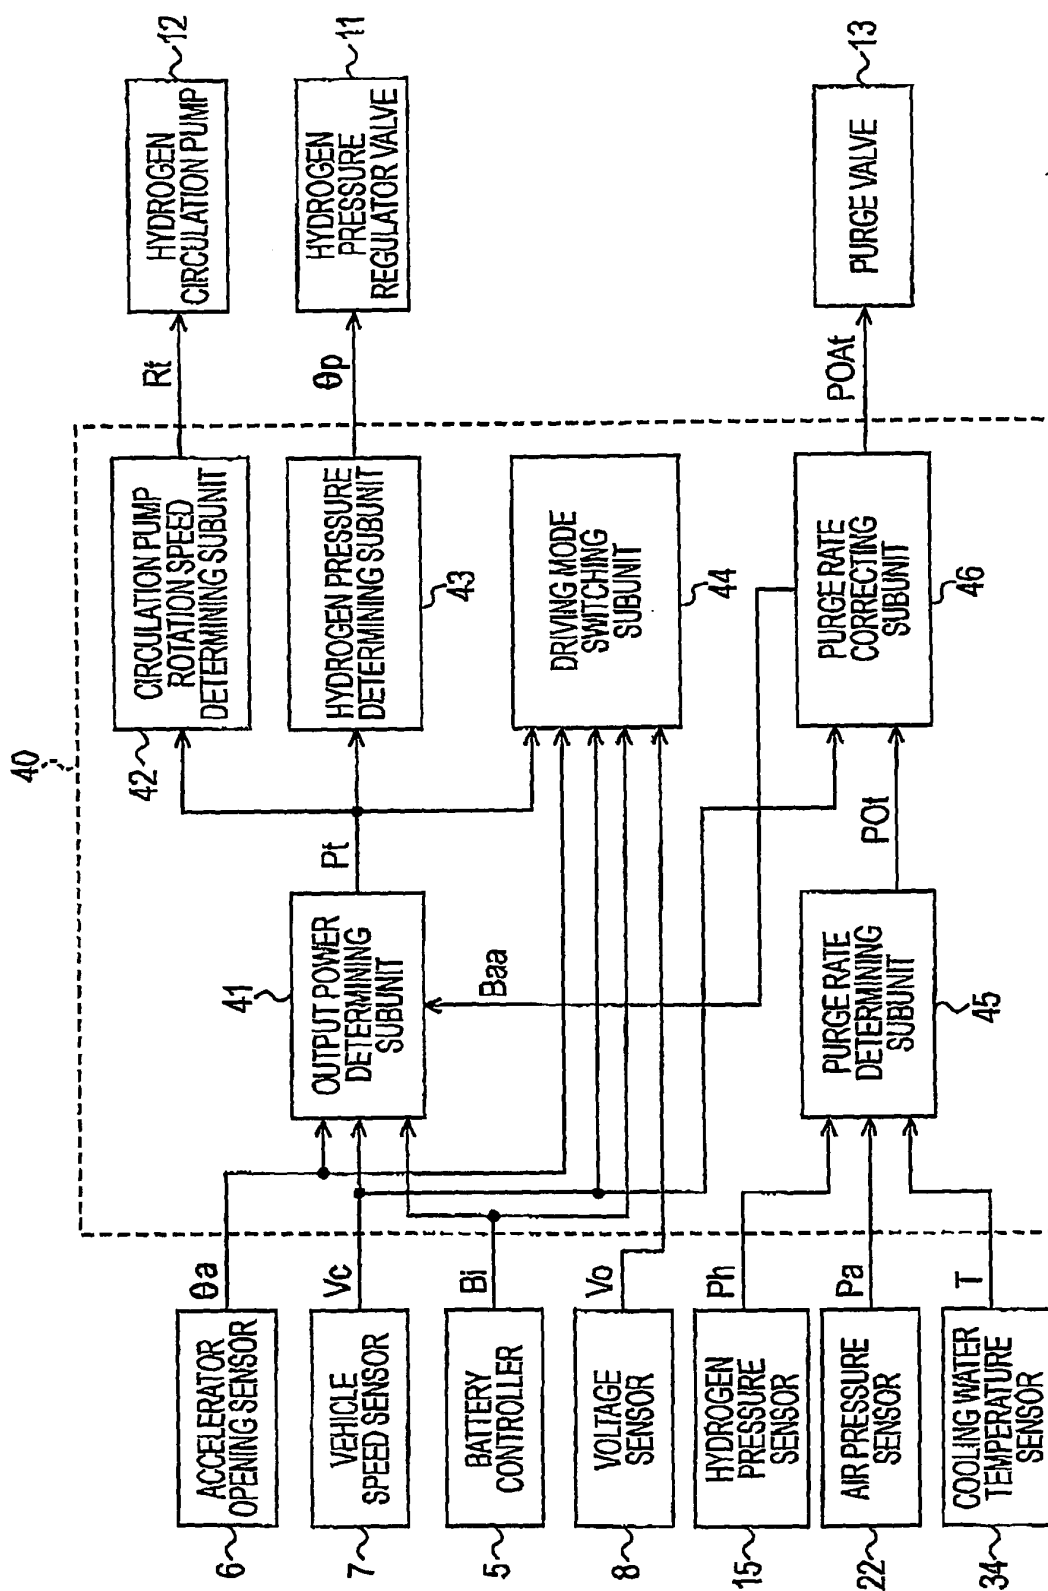 40
6
ACCELERATOR
OPENING SENSOR
θa
7
VEHICLE
SPEED SENSOR
Vc
5
BATTERY
CONTROLLER
Bi
8
VOLTAGE
SENSOR
Vo
15
HYDROGEN
PRESSURE
SENSOR
Ph
22
AIR PRESSURE
SENSOR
Pa
34
COOLING WATER
TEMPERATURE
SENSOR
T
41
OUTPUT POWER
DETERMINING
SUBUNIT
Pt
Baa
PURGE RATE
DETERMINING
SUBUNIT
45
POt
42
CIRCULATION PUMP
ROTATION SPEED
DETERMINING SUBUNIT
HYDROGEN PRESSURE
DETERMINING SUBUNIT
43
DRIVING MODE
SWITCHING
SUBUNIT
44
PURGE RATE
CORRECTING
SUBUNIT
46
Rt
HYDROGEN
CIRCULATION PUMP
12
θp
HYDROGEN
PRESSURE
REGULATOR VALVE
11
POAt
PURGE VALVE
13